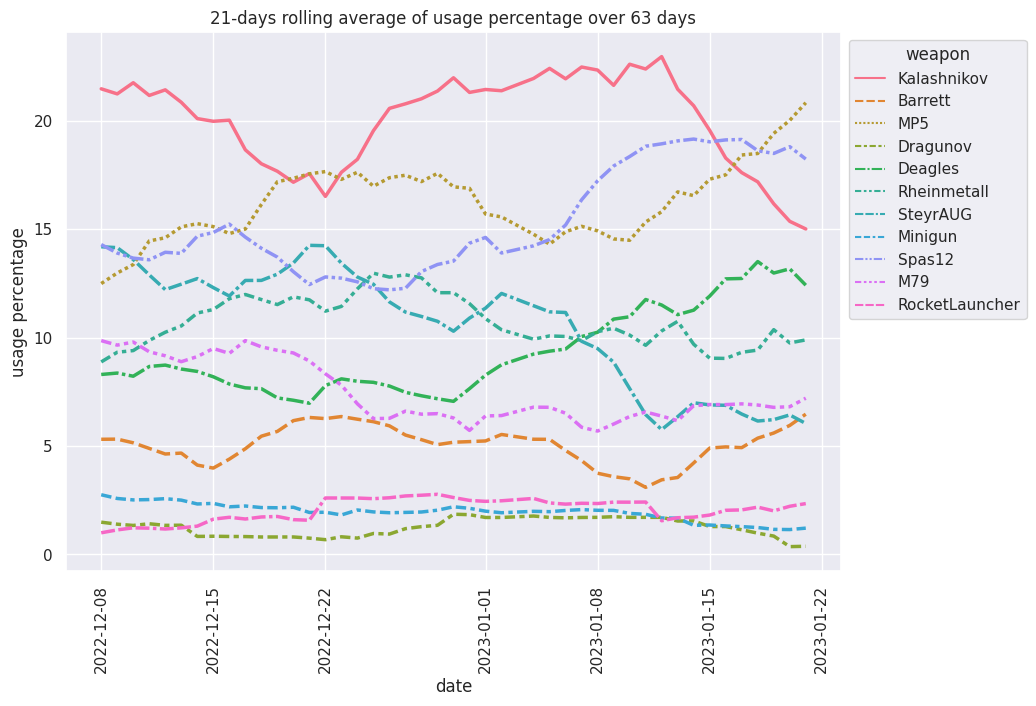 21-days rolling average of usage percentage over 63 days
weapon
Kalashnikov
Barrett
MP5
Dragunov
Deagles
Rheinmetall
SteyrAUG
Minigun
Spas12
M79
RocketLauncher
usage percentage
20
15
10
5
0
2022-12-08
2022-12-15
2022-12-22
2023-01-01
2023-01-08
2023-01-15
2023-01-22
date